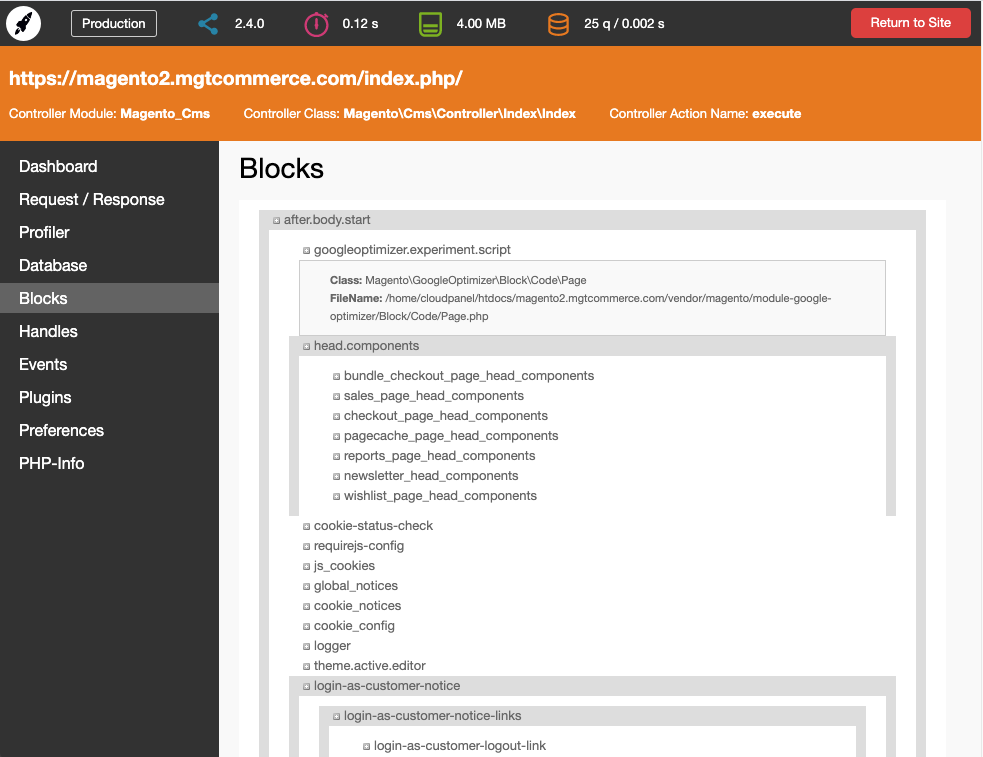 Production 2.4.0 0.12 s 4.00 MB 25 q / 0.002 s Return to Site
https://magento2.mgtcommerce.com/index.php/
Controller Module: Magento_Cms Controller Class: Magento\Cms\Controller\Index\Index Controller Action Name: execute
Dashboard
Request / Response
Profiler
Database
Blocks
Handles
Events
Plugins
Preferences
PHP-Info
Blocks
after.body.start
googleoptimizer.experiment.script
Class: Magento\GoogleOptimizer\Block\Code\Page
FileName: /home/cloudpanel/htdocs/magento2.mgtcommerce.com/vendor/magento/module-google-
optimizer/Block/Code/Page.php
head.components
bundle_checkout_page_head_components
sales_page_head_components
checkout_page_head_components
pagecache_page_head_components
reports_page_head_components
newsletter_head_components
wishlist_page_head_components
cookie-status-check
requirejs-config
js_cookies
global_notices
cookie_notices
cookie_config
logger
theme.active.editor
login-as-customer-notice
login-as-customer-notice-links
login-as-customer-logout-link